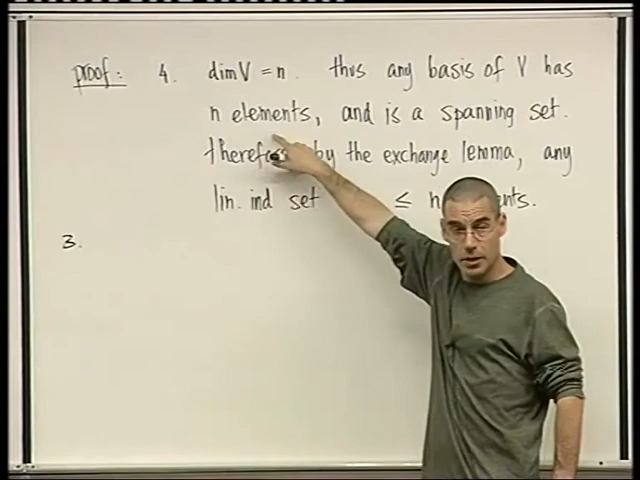 proof: 4. dim V = n. thus any basis of V has
n elements, and is a spanning set.
by the exchange lemma, any
lin. ind set ≤ n
3.